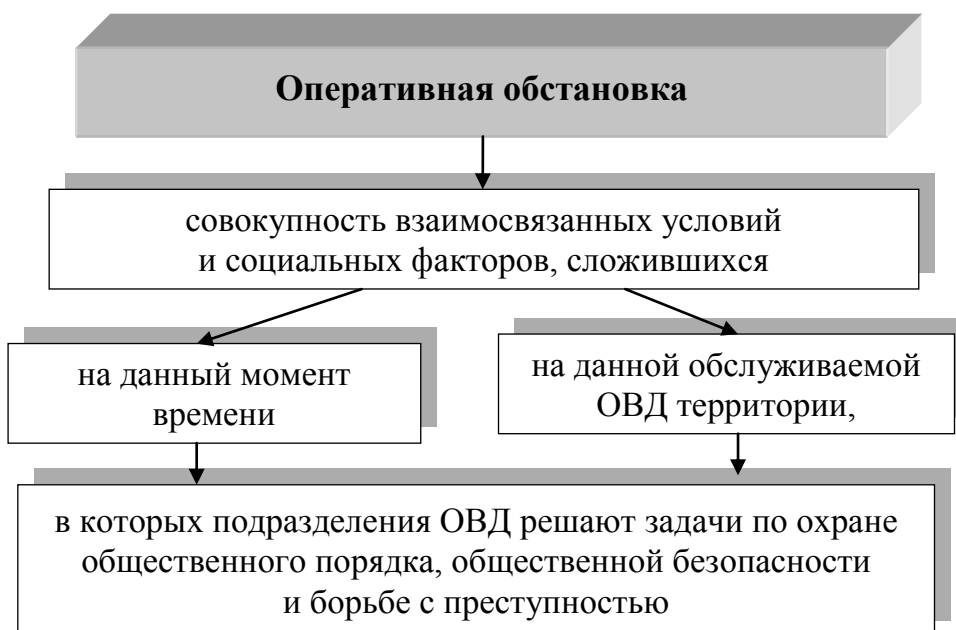 Оперативная обстановка
совокупность взаимосвязанных условий
и социальных факторов, сложившихся
на данный момент
времени
на данной обслуживаемой
ОВД территории,
в которых подразделения ОВД решают задачи по охране
общественного порядка, общественной безопасности
и борьбе с преступностью